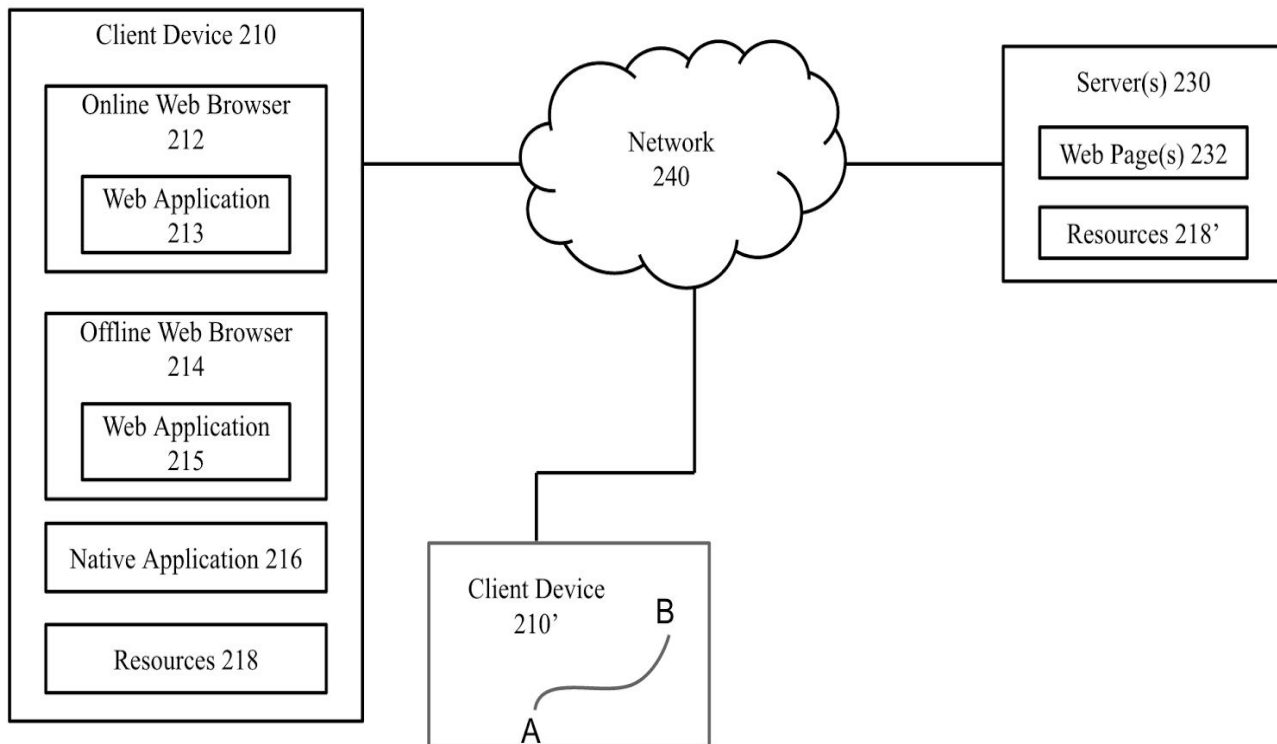 Client Device 210
Online Web Browser
212
Web Application
213
Offline Web Browser
214
Web Application
215
Native Application 216
Resources 218
Network
240
Server(s) 230
Web Page(s) 232
Resources 218’
Client Device
210’
B
A